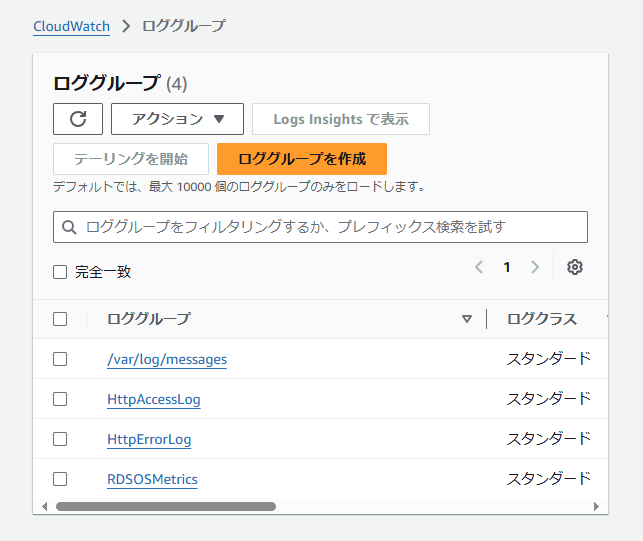 CloudWatch > ロググループ
ロググループ (4)
アクション ▼ Logs Insights で表示
テーリングを開始 ロググループを作成
デフォルトでは、最大 10000 個のロググループのみをロードします。
ロググループをフィルタリングするか、プレフィックス検索を試す
完全一致 < 1 >
ロググループ ログクラス
/var/log/messages スタンダード
HttpAccessLog スタンダード
HttpErrorLog スタンダード
RDSOSMetrics スタンダード